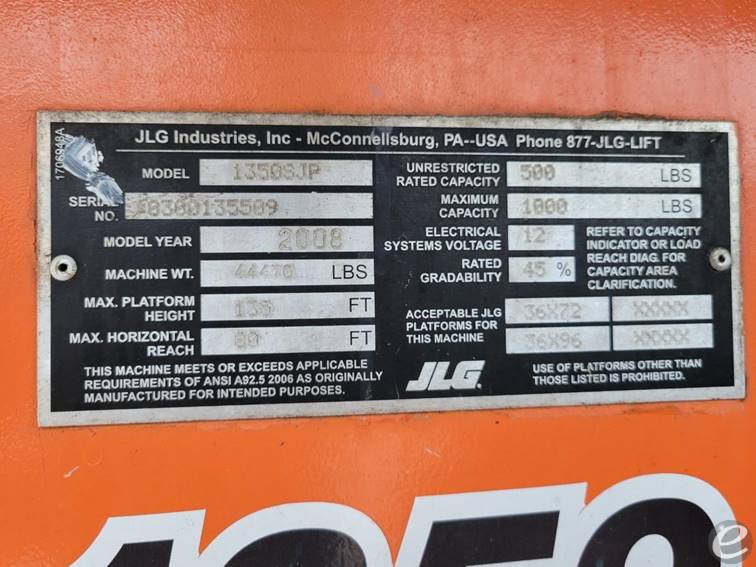 JLG Industries, Inc - McConnellsburg, PA--USA Phone 877-JLG-LIFT
1706948A
MODEL 1350SJP
SERIAL NO. 0300135509
MODEL YEAR 2008
MACHINE WT. 44470 LBS
MAX. PLATFORM HEIGHT 135 FT
MAX. HORIZONTAL REACH 80 FT
THIS MACHINE MEETS OR EXCEEDS APPLICABLE
REQUIREMENTS OF ANSI A92.5 2006 AS ORIGINALLY
MANUFACTURED FOR INTENDED PURPOSES.
UNRESTRICTED RATED CAPACITY 500 LBS
MAXIMUM CAPACITY 1000 LBS
ELECTRICAL SYSTEMS VOLTAGE 12
RATED GRADABILITY 45 %
REFER TO CAPACITY
INDICATOR OR LOAD
REACH DIAG. FOR
CAPACITY AREA
CLARIFICATION.
ACCEPTABLE JLG
PLATFORMS FOR
THIS MACHINE
36X72 XXXXX
36X96 XXXXX
JLG.
USE OF PLATFORMS OTHER THAN
THOSE LISTED IS PROHIBITED.
1350